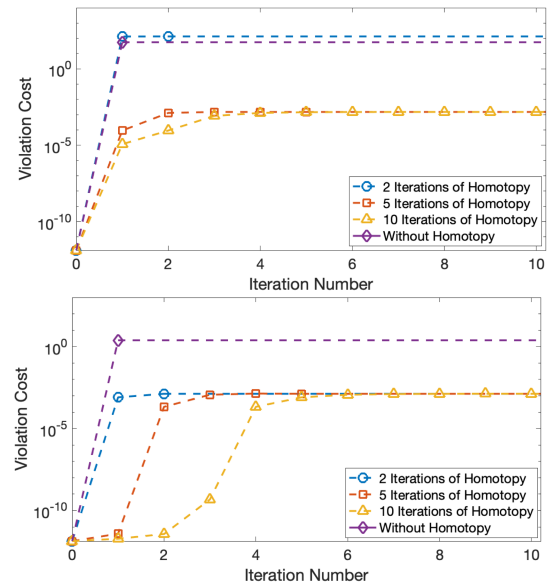 10^0
10^-5
10^-10
Violation Cost
2 Iterations of Homotopy
5 Iterations of Homotopy
10 Iterations of Homotopy
Without Homotopy
0 2 4 6 8 10
Iteration Number
10^0
10^-5
10^-10
Violation Cost
2 Iterations of Homotopy
5 Iterations of Homotopy
10 Iterations of Homotopy
Without Homotopy
0 2 4 6 8 10
Iteration Number